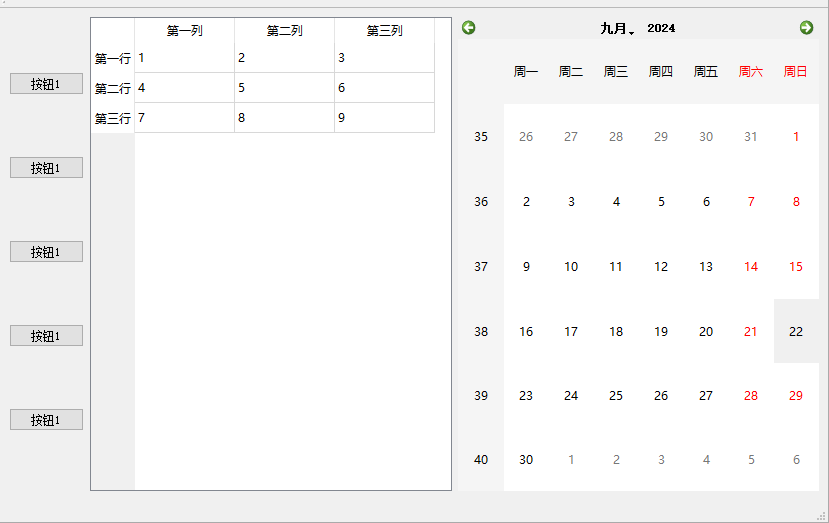 按钮1
按钮1
按钮1
按钮1
按钮1
第一列 第二列 第三列
第一行 1 2 3
第二行 4 5 6
第三行 7 8 9
九月, 2024
周一 周二 周三 周四 周五 周六 周日
35 26 27 28 29 30 31 1
36 2 3 4 5 6 7 8
37 9 10 11 12 13 14 15
38 16 17 18 19 20 21 22
39 23 24 25 26 27 28 29
40 30 1 2 3 4 5 6